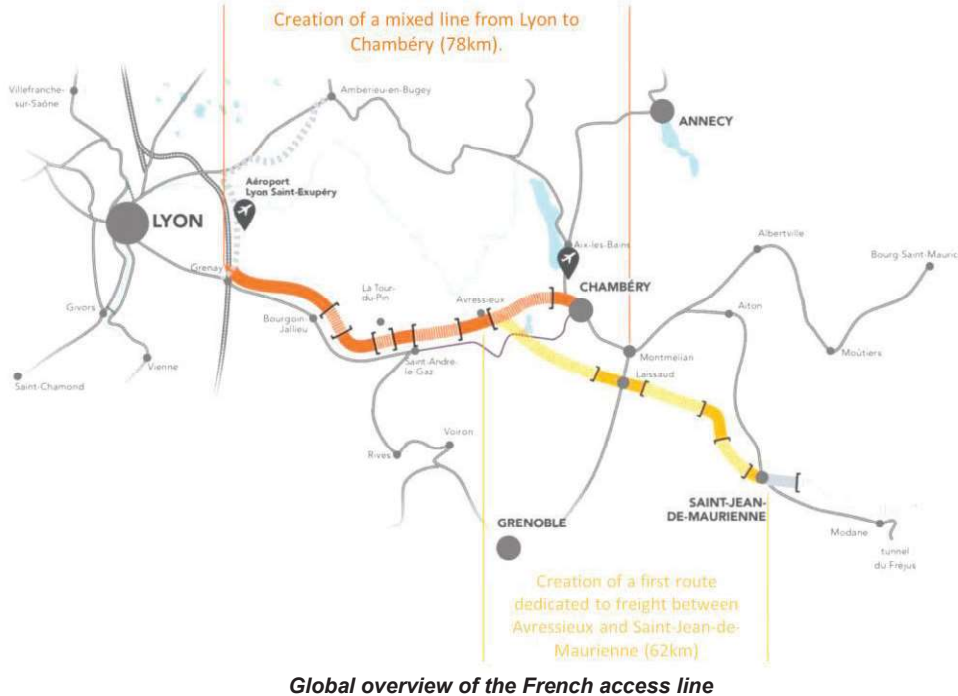 Creation of a mixed line from Lyon to
Chambéry (78km).
Villefranche-
sur-Saône
Amberieu-en-Bugey
ANNECY
Aéroport
Lyon Saint-Exupéry
LYON
Albertville
Aix-les-Bains
Bourg Saint-Mauric
Grenay
CHAMBÉRY
La Tour-
du-Pin
Avressieux
Aiton
Givors
Bourgoin-
Jallieu
Montmélian
Moûtiers
Saint-André-
le-Gaz
Vienne
Laissaud
Saint-Chamond
Voiron
Rives
SAINT-JEAN-
DE-MAURIENNE
GRENOBLE
Modane
tunnel
du Fréjus
Creation of a first route
dedicated to freight between
Avressieux and Saint-Jean-de-
Maurienne (62km)
Global overview of the French access line